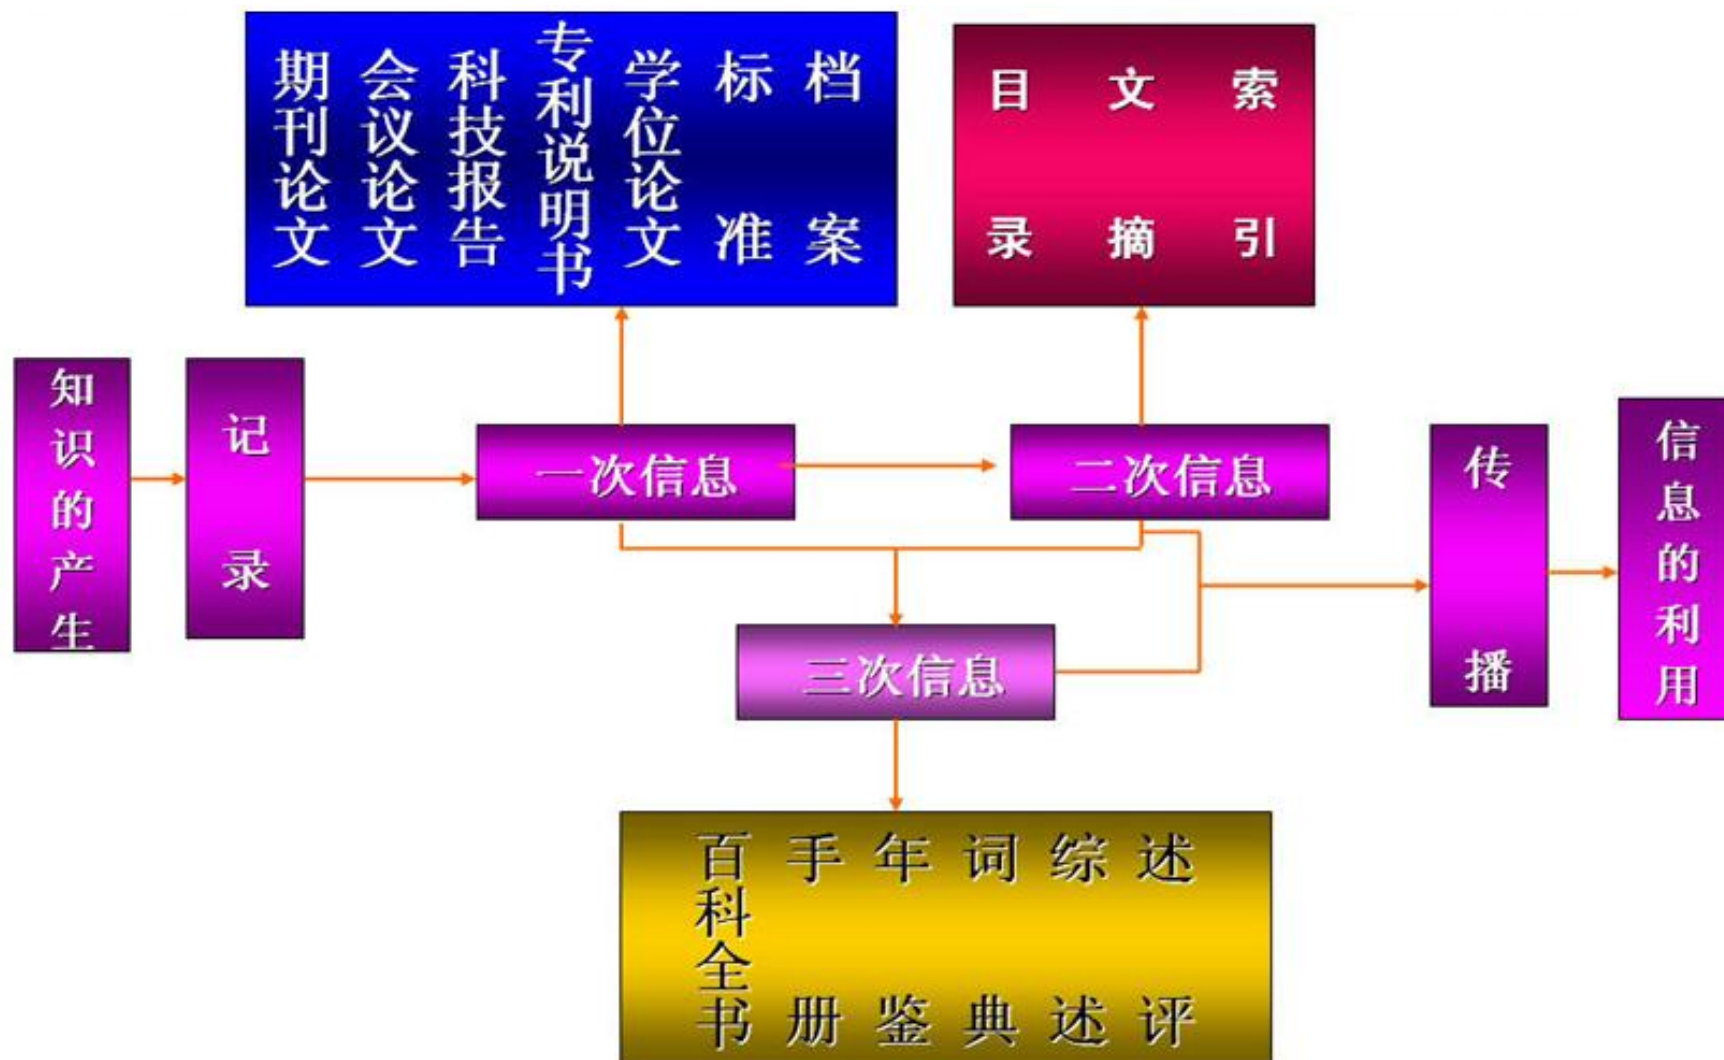 期刊论文
会议论文
科技报告
专利说明书
学位论文
标准
档案
目录
文摘
索引
知识的产生
记录
一次信息
二次信息
传播
信息的利用
三次信息
百科全书
手册
年鉴
词典
综述
述评